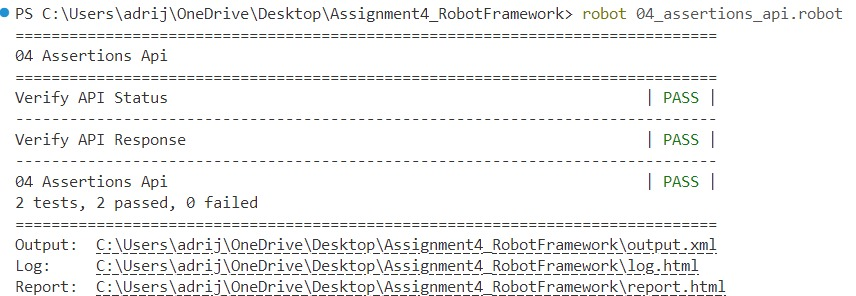 PS C:\Users\adrij\OneDrive\Desktop\Assignment4_RobotFramework> robot 04_assertions_api.robot
==============================================================================
04 Assertions Api
==============================================================================
Verify API Status | PASS |
------------------------------------------------------------------------------
Verify API Response | PASS |
------------------------------------------------------------------------------
04 Assertions Api | PASS |
2 tests, 2 passed, 0 failed
==============================================================================
Output: C:\Users\adrij\OneDrive\Desktop\Assignment4_RobotFramework\output.xml
Log: C:\Users\adrij\OneDrive\Desktop\Assignment4_RobotFramework\log.html
Report: C:\Users\adrij\OneDrive\Desktop\Assignment4_RobotFramework\report.html